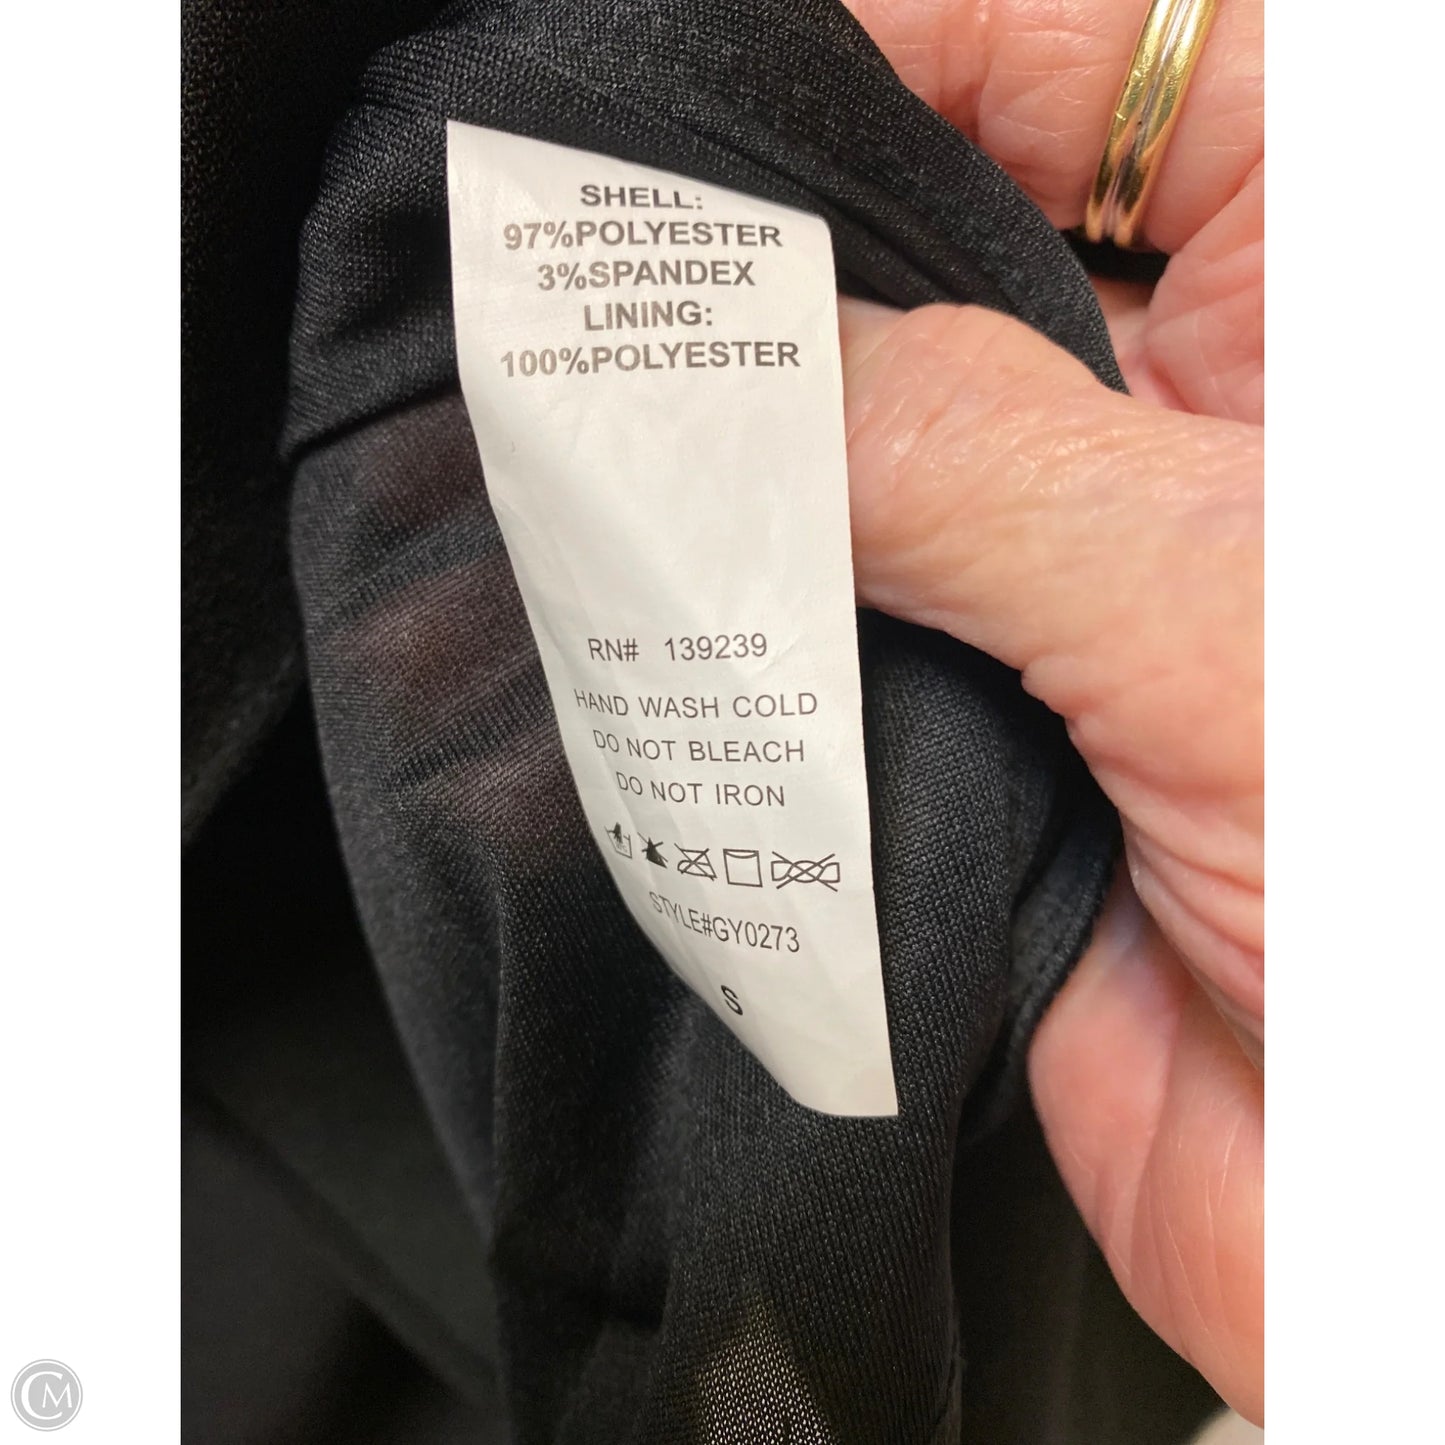 SHELL:
97%POLYESTER
3%SPANDEX
LINING:
100%POLYESTER
RN# 139239
HAND WASH COLD
DO NOT BLEACH
DO NOT IRON
STYLE#GY0273
S
CM